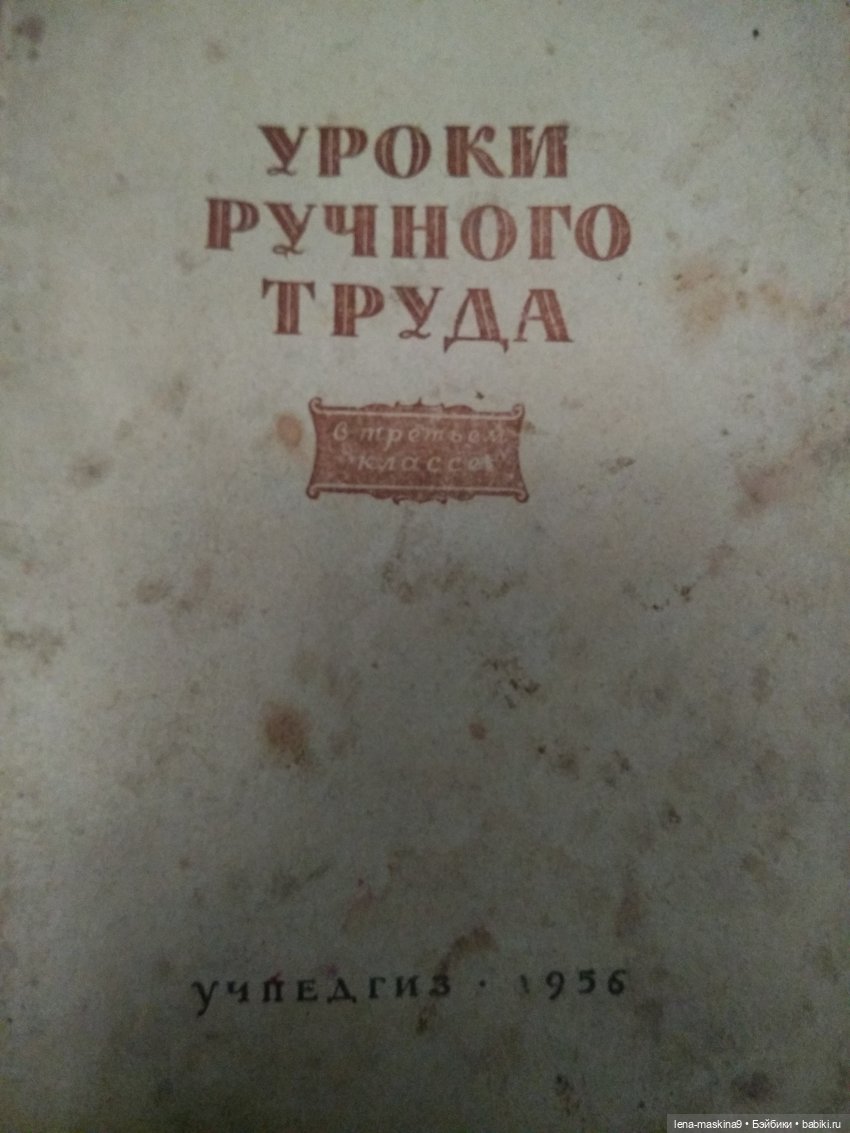 УРОКИ
РУЧНОГО
ТРУДА
в третьем
классе
УЧПЕДГИЗ · 1956
lena-maskina9 • Бэйбики • babiki.ru